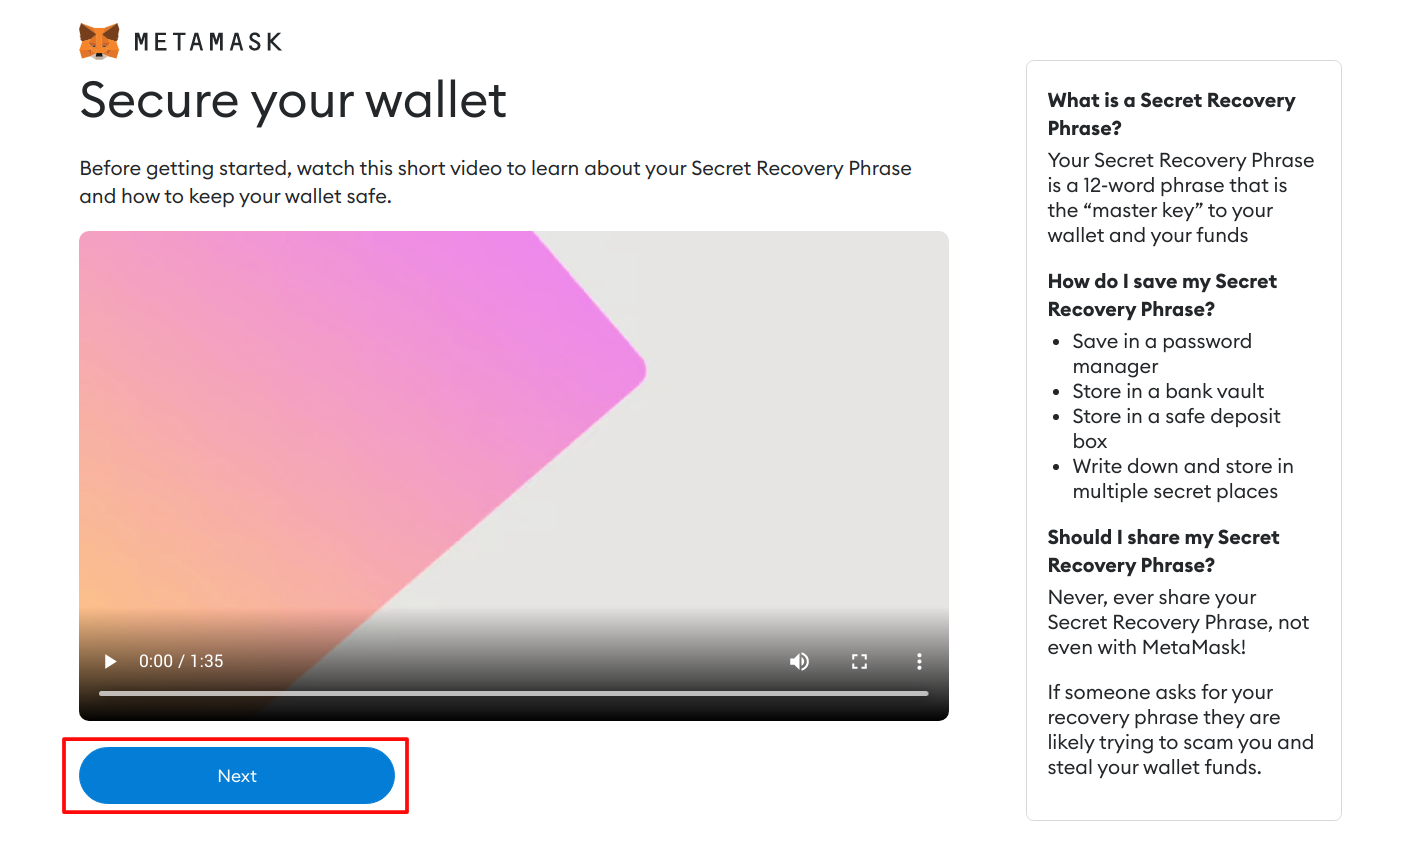 METAMASK
Secure your wallet
Before getting started, watch this short video to learn about your Secret Recovery Phrase
and how to keep your wallet safe.
0:00 / 1:35
Next
What is a Secret Recovery
Phrase?
Your Secret Recovery Phrase
is a 12-word phrase that is
the “master key” to your
wallet and your funds
How do I save my Secret
Recovery Phrase?
• Save in a password
manager
• Store in a bank vault
• Store in a safe deposit
box
• Write down and store in
multiple secret places
Should I share my Secret
Recovery Phrase?
Never, ever share your
Secret Recovery Phrase, not
even with MetaMask!
If someone asks for your
recovery phrase they are
likely trying to scam you and
steal your wallet funds.